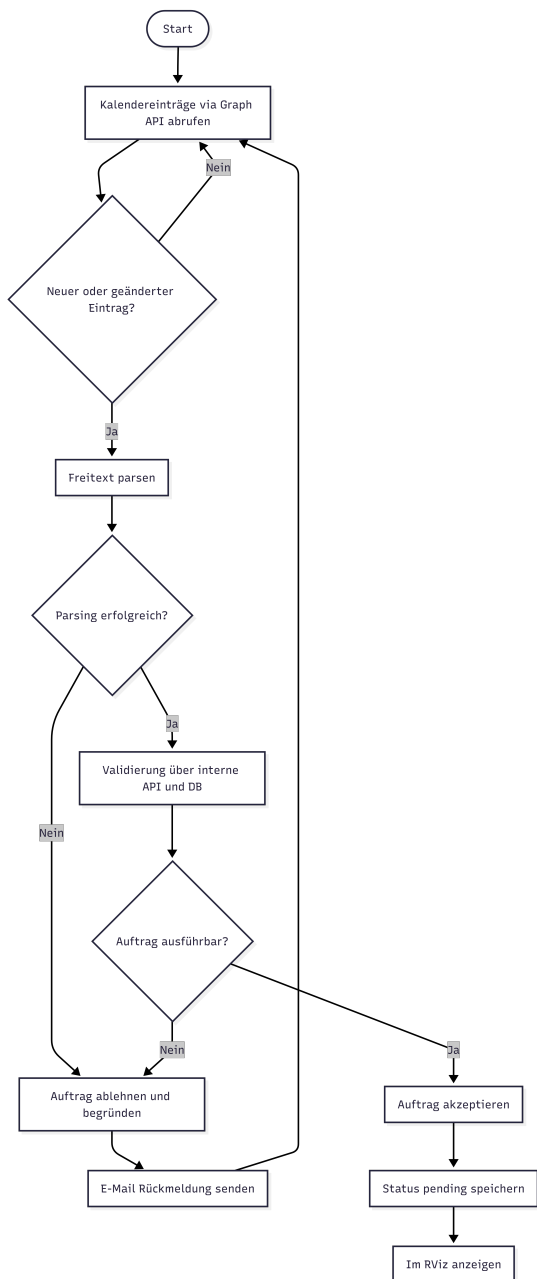 Start
Kalendereinträge via Graph
API abrufen
Nein
Neuer oder geänderter
Eintrag?
Ja
Freitext parsen
Parsing erfolgreich?
Ja
Validierung über interne
API und DB
Nein
Auftrag ausführbar?
Nein
Ja
Auftrag ablehnen und
begründen
Auftrag akzeptieren
E-Mail Rückmeldung senden
Status pending speichern
Im RViz anzeigen